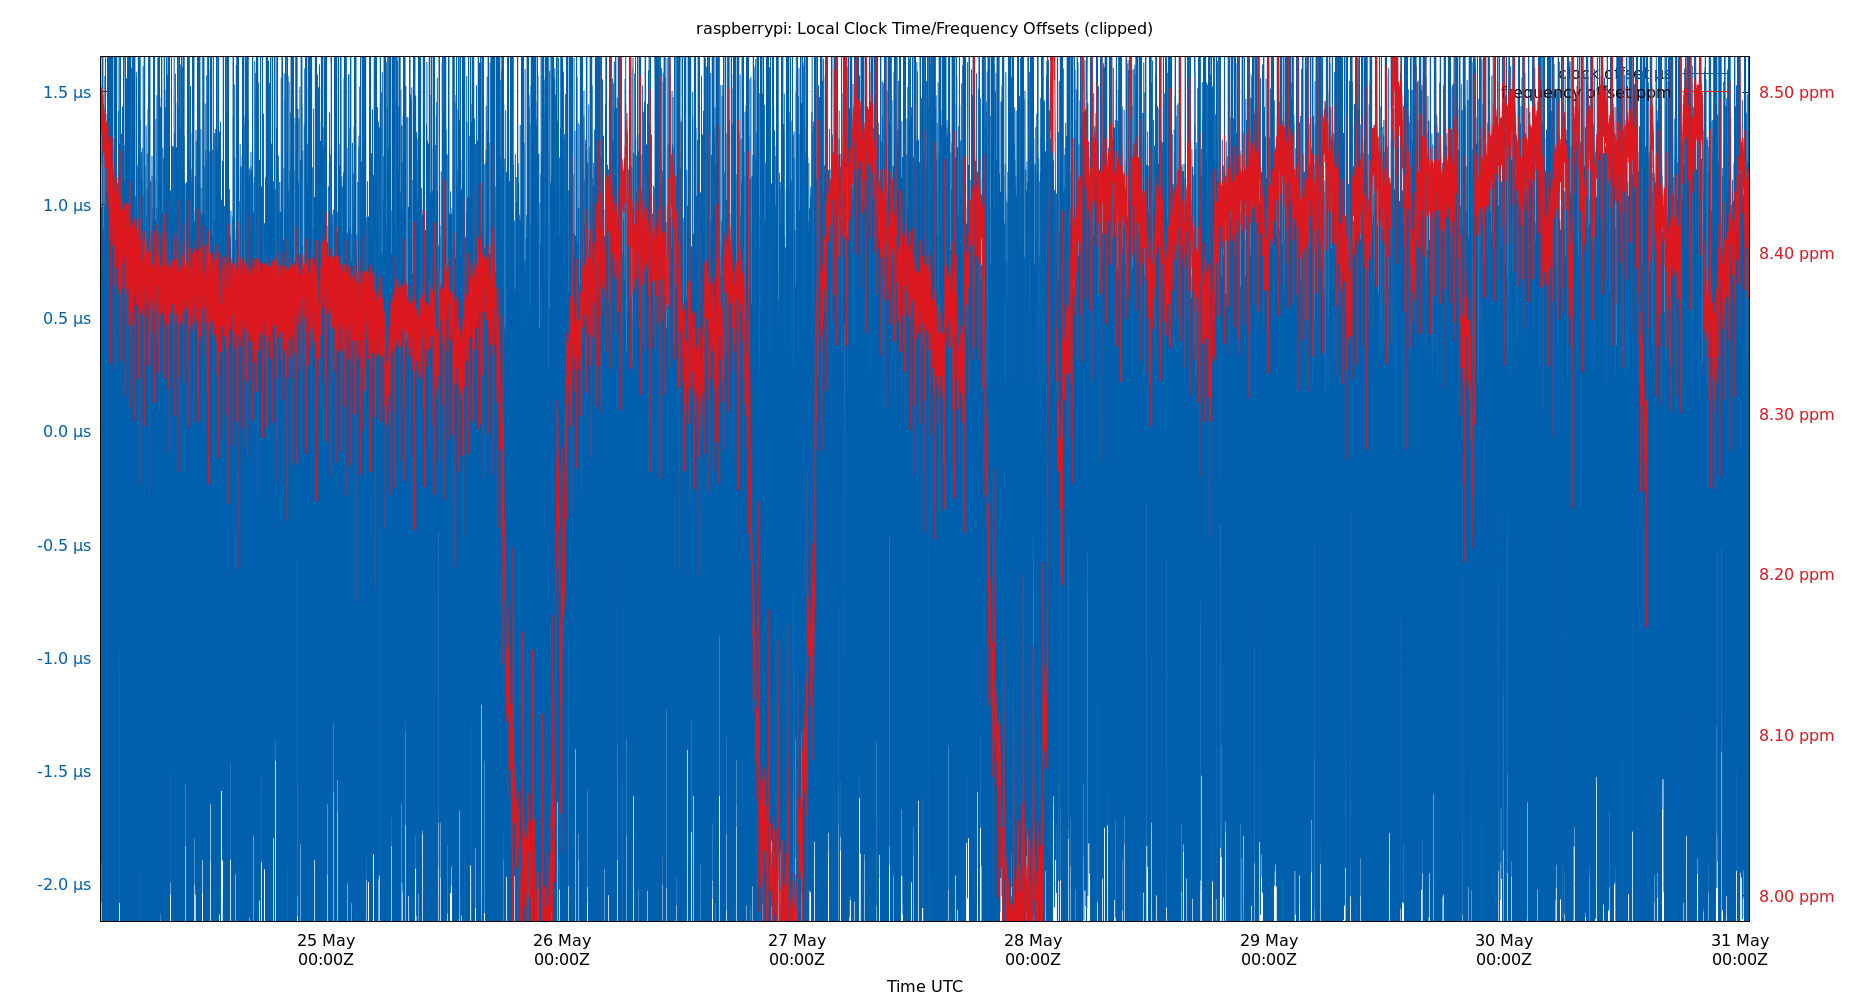 raspberrypi: Local Clock Time/Frequency Offsets (clipped)
clock offset µs
frequency offset ppm
1.5 µs
1.0 µs
0.5 µs
0.0 µs
-0.5 µs
-1.0 µs
-1.5 µs
-2.0 µs
8.50 ppm
8.40 ppm
8.30 ppm
8.20 ppm
8.10 ppm
8.00 ppm
25 May
00:00Z
26 May
00:00Z
27 May
00:00Z
28 May
00:00Z
29 May
00:00Z
30 May
00:00Z
31 May
00:00Z
Time UTC